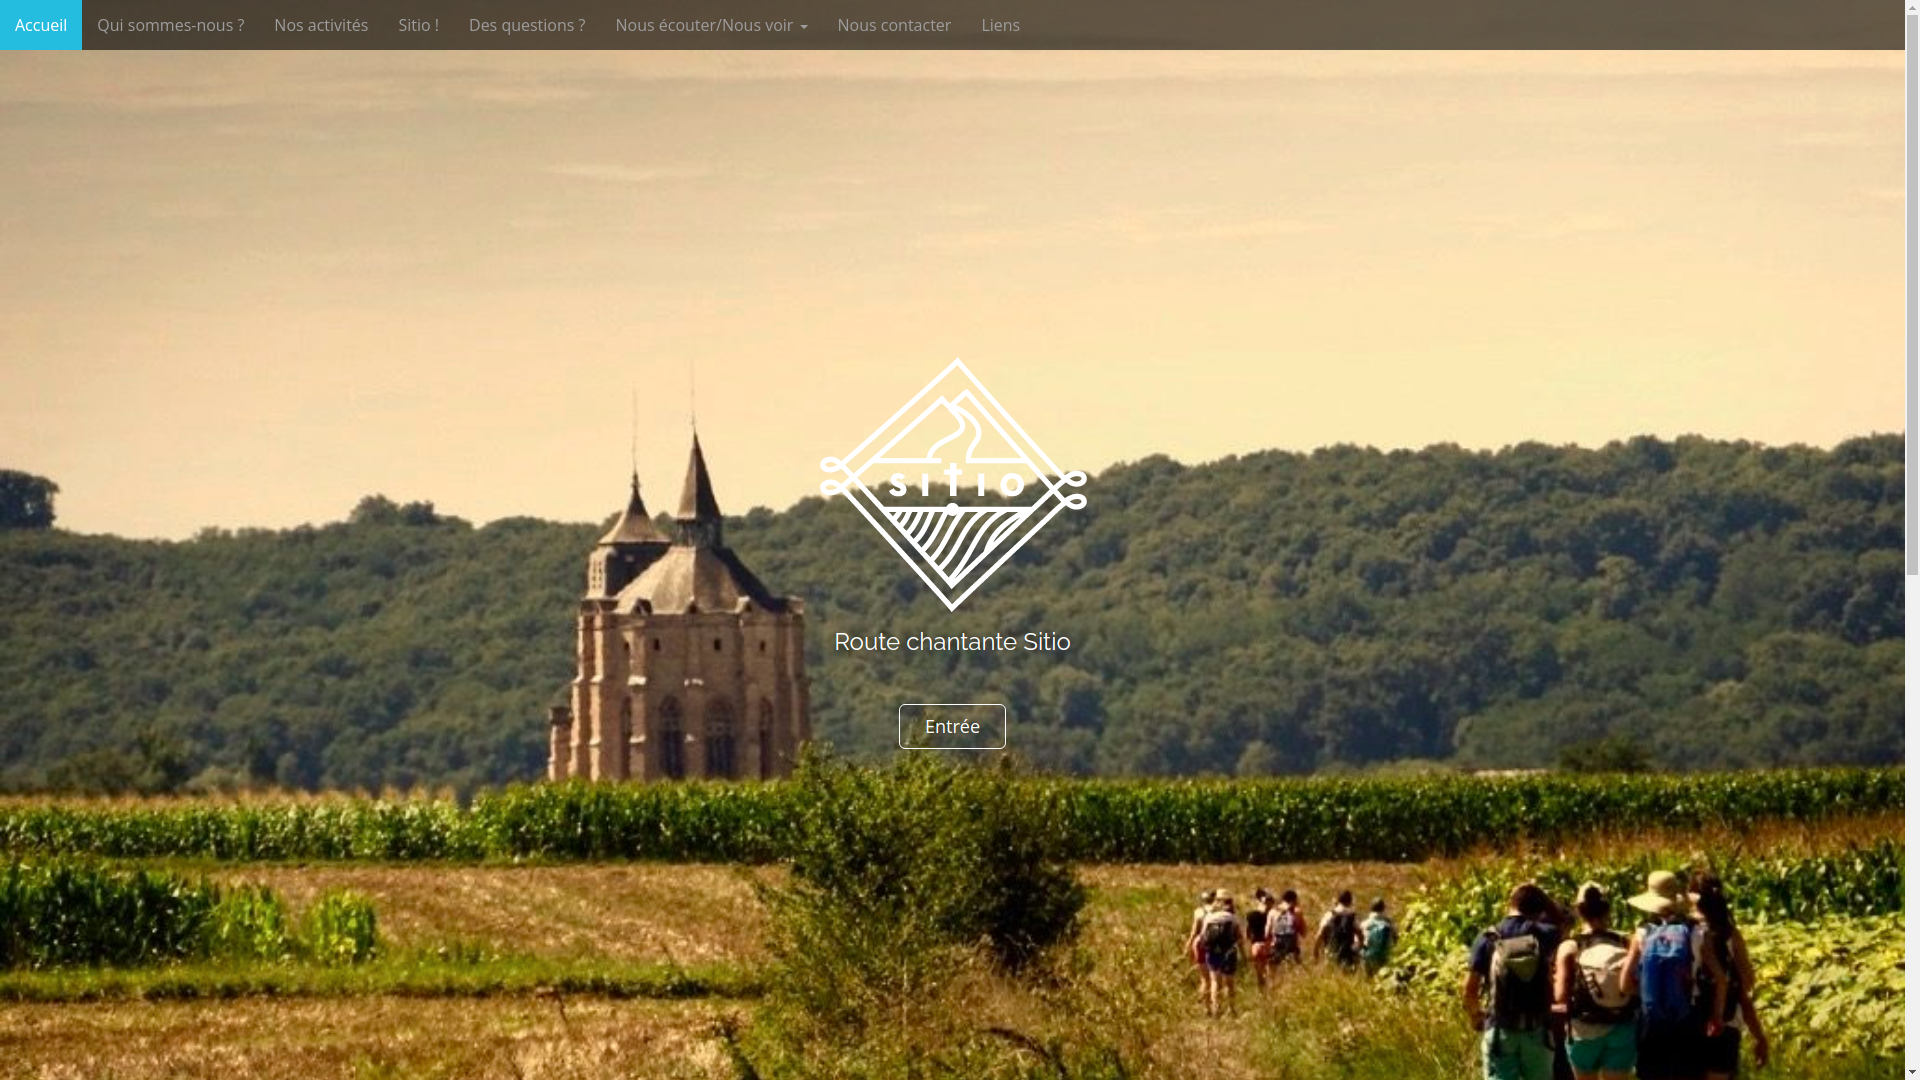 Accueil
Qui sommes-nous ?
Nos activités
Sitio !
Des questions ?
Nous écouter/Nous voir
Nous contacter
Liens
sitio
Route chantante Sitio
Entrée